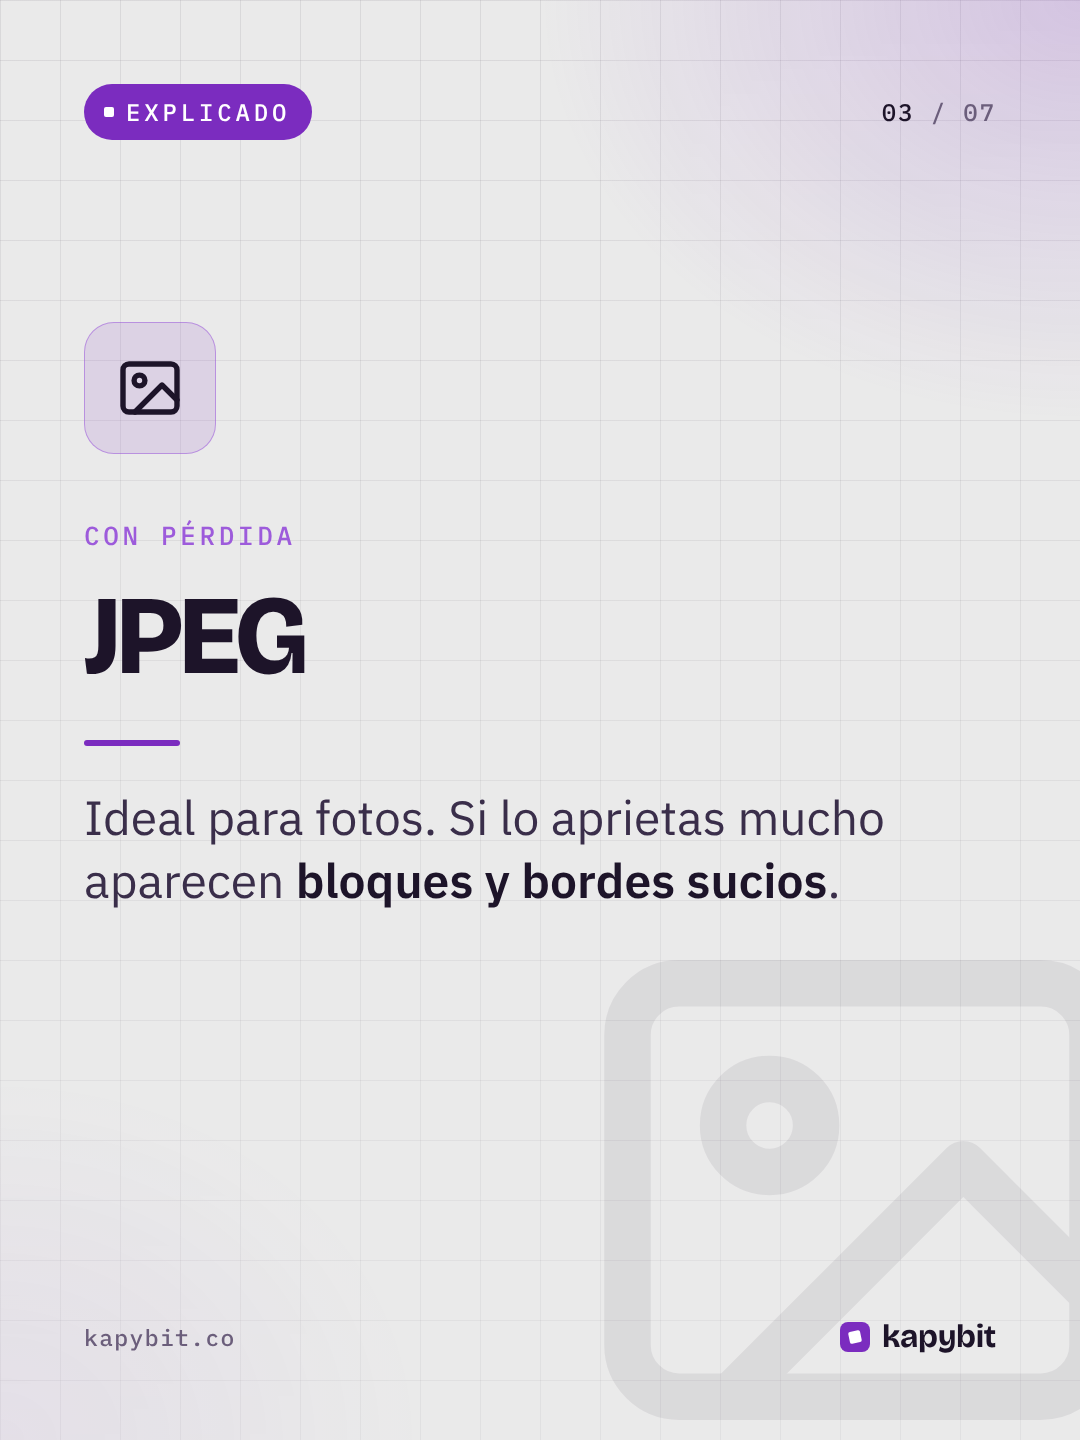 EXPLICADO
03 / 07
CON PÉRDIDA
JPEG
Ideal para fotos. Si lo aprietas mucho
aparecen bloques y bordes sucios.
kapybit.co
kapybit